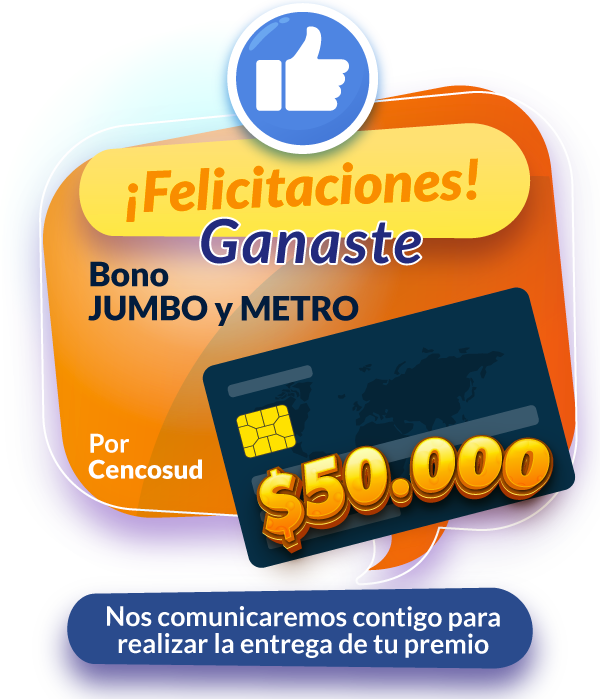 ¡Felicitaciones!
Ganaste
Bono
JUMBO y METRO
Por
Cencosud
$50.000
Nos comunicaremos contigo para
realizar la entrega de tu premio